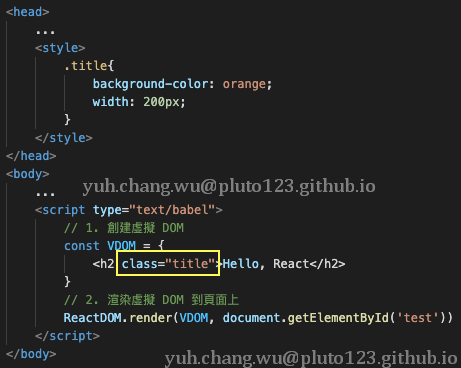 <head>
...
<style>
.title{
background-color: orange;
width: 200px;
}
</style>
</head>
<body>
...
yuh.chang.wu@pluto123.github.io
<script type="text/babel">
// 1. 創建虛擬 DOM
const VDOM = {
<h2 class="title">Hello, React</h2>
}
// 2. 渲染虛擬 DOM 到頁面上
ReactDOM.render(VDOM, document.getElementById('test'))
</script>
</body>
yuh.chang.wu@pluto123.github.io